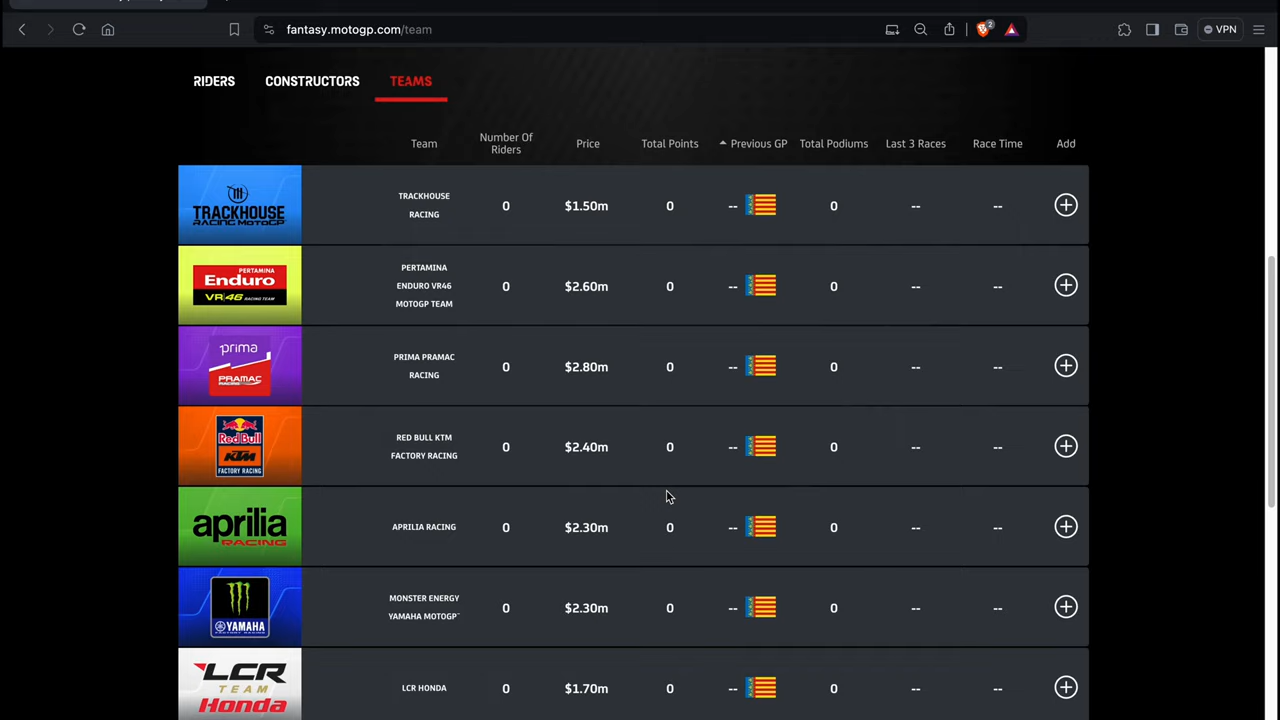 fantasy.motogp.com/team
2
VPN
RIDERS
CONSTRUCTORS
TEAMS
Team
Number Of
Riders
Price
Total Points
Previous GP
Total Podiums
Last 3 Races
Race Time
Add
TRACKHOUSE
RACING MOTOGP
TRACKHOUSE
RACING
0
$1.50m
0
--
0
--
--
PERTAMINA
Enduro
VR46 RACING TEAM
PERTAMINA
ENDURO VR46
MOTOGP TEAM
0
$2.60m
0
--
0
--
--
prima
PRAMAC
RACING
PRIMA PRAMAC
RACING
0
$2.80m
0
--
0
--
--
Red Bull
KTM
FACTORY RACING
RED BULL KTM
FACTORY RACING
0
$2.40m
0
--
0
--
--
aprilia
RACING
APRILIA RACING
0
$2.30m
0
--
0
--
--
YAMAHA
FACTORY RACING
MONSTER ENERGY
YAMAHA MOTOGP™
0
$2.30m
0
--
0
--
--
LCR
TEAM
Honda
LCR HONDA
0
$1.70m
0
--
0
--
--